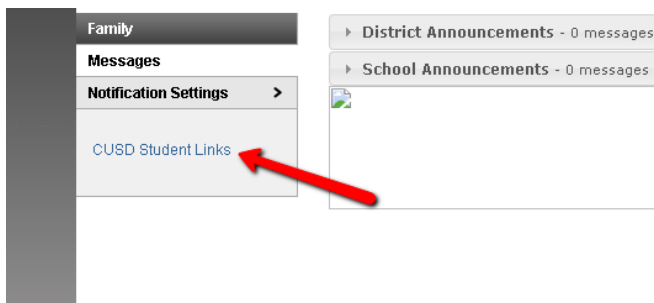 Family
Messages
Notification Settings >
CUSD Student Links
District Announcements - 0 messages
School Announcements - 0 messages